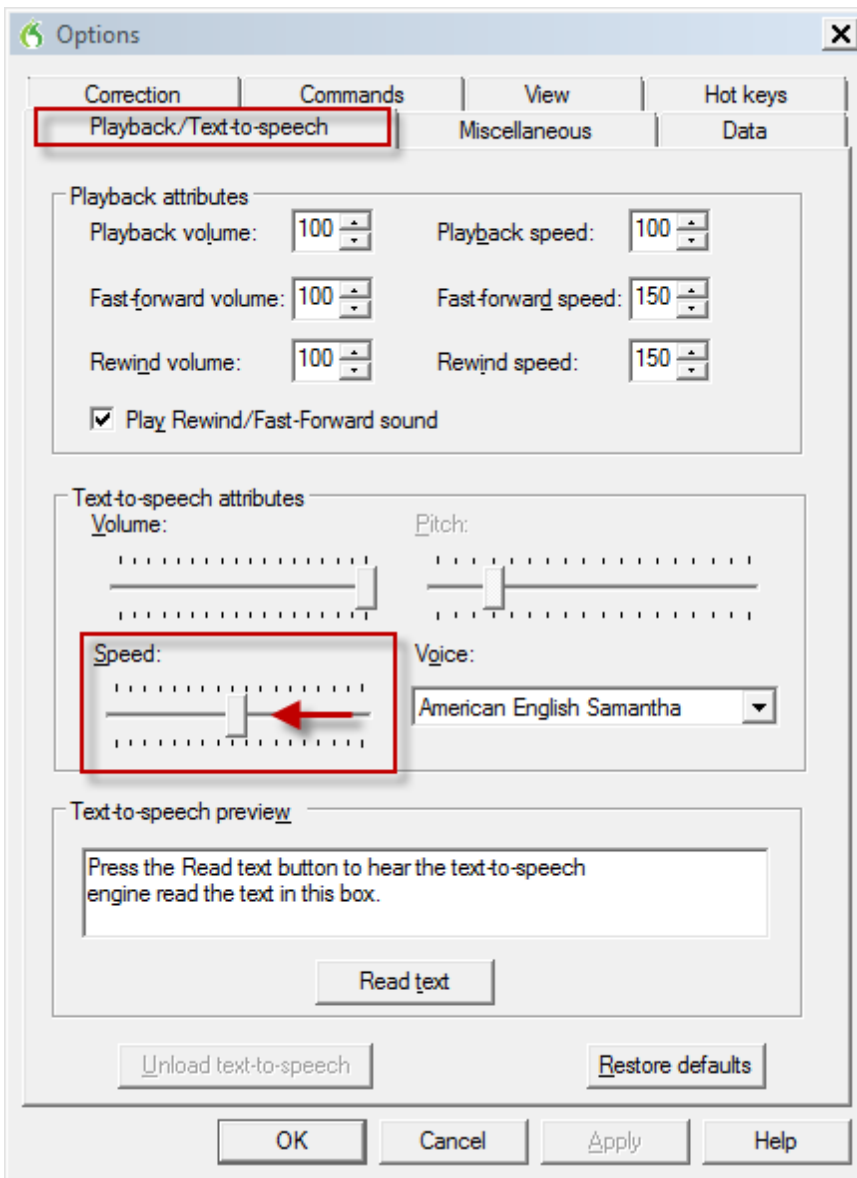 Options
Correction Commands View Hot keys
Playback/Text-to-speech Miscellaneous Data
Playback attributes
Playback volume: 100 Playback speed: 100
Fast-forward volume: 100 Fast-forward speed: 150
Rewind volume: 100 Rewind speed: 150
Play Rewind/Fast-Forward sound
Text-to-speech attributes
Volume: Pitch:
Speed: Voice:
American English Samantha
Text-to-speech preview
Press the Read text button to hear the text-to-speech
engine read the text in this box.
Read text
Unload text-to-speech Restore defaults
OK Cancel Apply Help